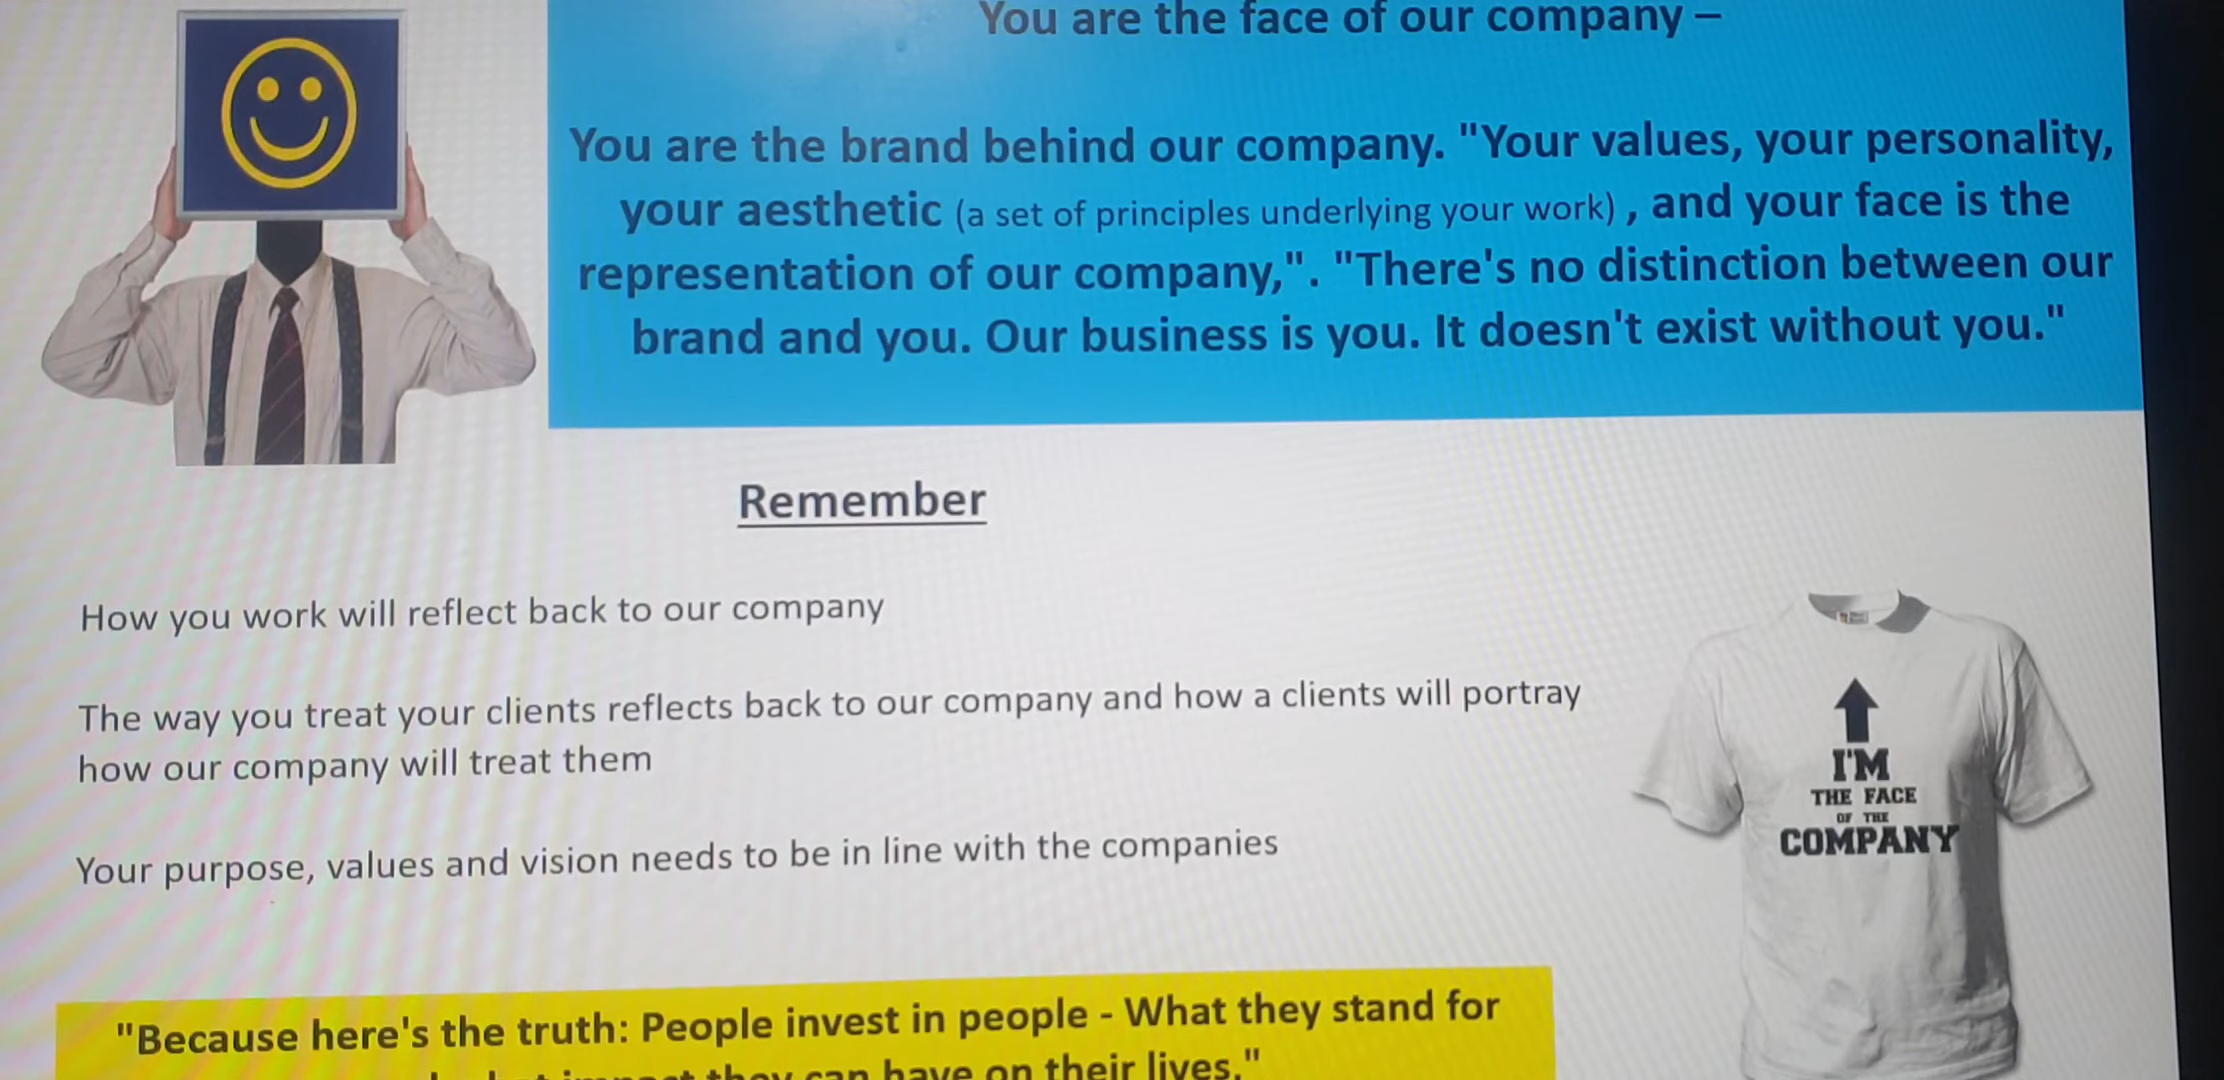 You are the face of our company –
You are the brand behind our company. "Your values, your personality,
your aesthetic (a set of principles underlying your work) , and your face is the
representation of our company,". "There's no distinction between our
brand and you. Our business is you. It doesn't exist without you."
Remember
How you work will reflect back to our company
The way you treat your clients reflects back to our company and how a clients will portray
how our company will treat them
Your purpose, values and vision needs to be in line with the companies
I'M
THE FACE
OF THE
COMPANY
"Because here's the truth: People invest in people - What they stand for
impact they can have on their lives."